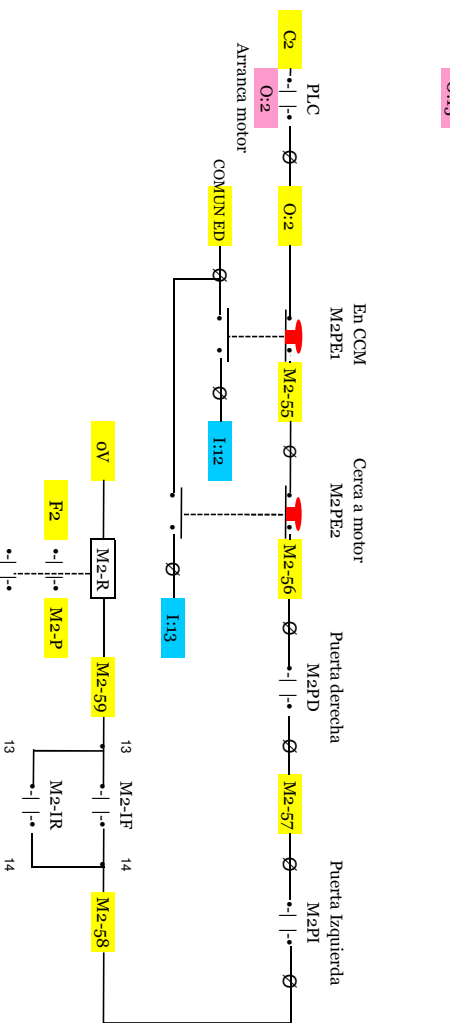 PLC
En CCM
M2PE1
Cerca a motor
M2PE2
Puerta derecha
M2PD
Puerta Izquierda
M2PI
C2
O:2
M2-55
M2-56
M2-57
O:2
Arranca motor
COMUN ED
I:12
I:13
0V
M2-R
M2-59
13
M2-IF
14
M2-58
F2
M2-P
M2-IR
13
14